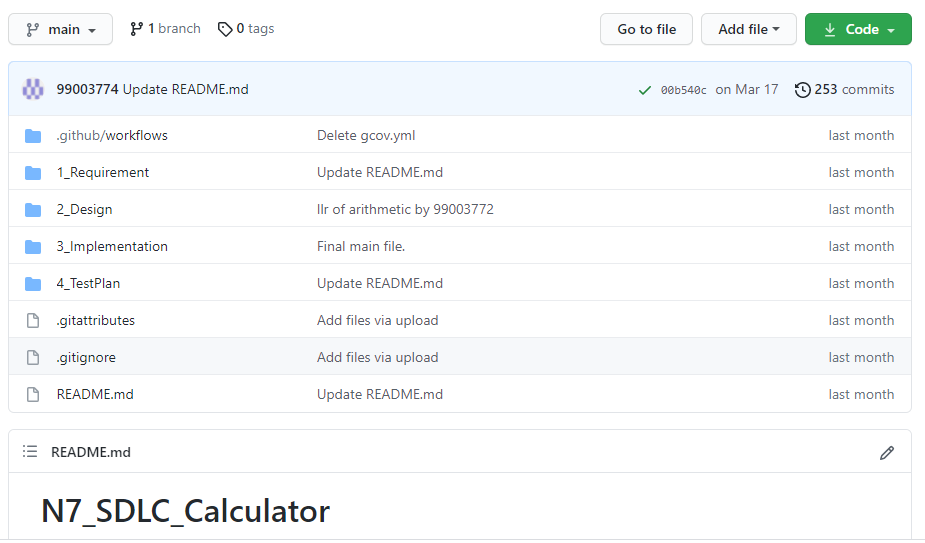 main 1 branch 0 tags Go to file Add file Code
99003774 Update README.md 00b540c on Mar 17 253 commits
.github/workflows Delete gcov.yml last month
1_Requirement Update README.md last month
2_Design llr of arithmetic by 99003772 last month
3_Implementation Final main file. last month
4_TestPlan Update README.md last month
.gitattributes Add files via upload last month
.gitignore Add files via upload last month
README.md Update README.md last month
README.md
N7_SDLC_Calculator